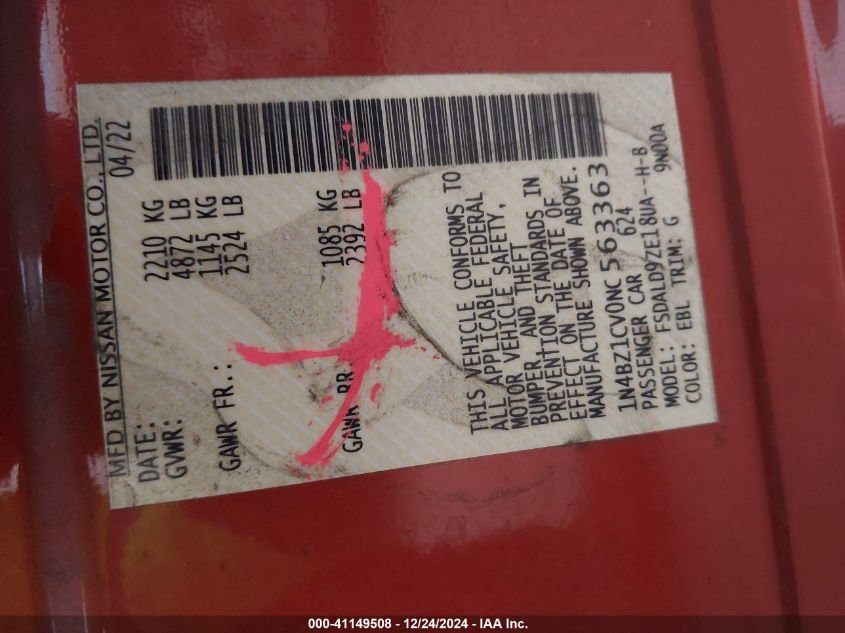 MFD BY NISSAN MOTOR CO., LTD.
DATE: 04/22
GVWR: 2210 KG
4872 LB
GAWR FR.: 1145 KG
2524 LB
GAWR RR 1085 KG
2392 LB
THIS VEHICLE CONFORMS TO
ALL APPLICABLE FEDERAL
MOTOR VEHICLE SAFETY,
BUMPER, AND THEFT
PREVENTION STANDARDS IN
EFFECT ON THE DATE OF
MANUFACTURE SHOWN ABOVE.
1N4BZ1CV0NC563363
PASSENGER CAR 624
MODEL: FSDALD9ZE18UA--H-B
COLOR: EBL TRIM: G 9N00A
000-41149508 - 12/24/2024 - IAA Inc.